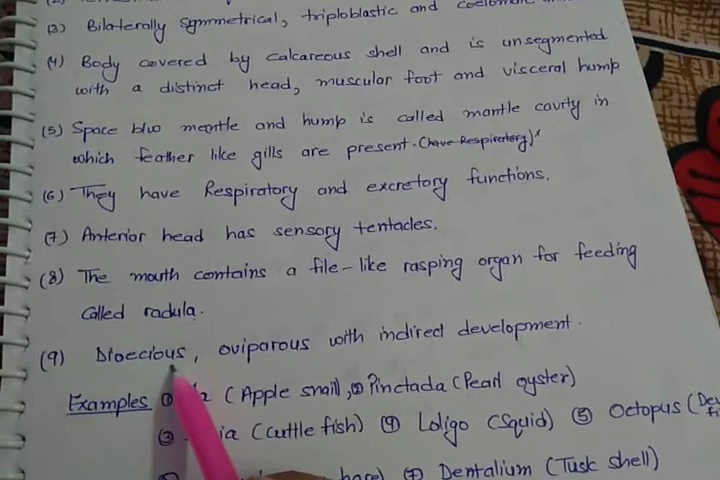 (3) Bilaterally symmetrical, triploblastic and
(4) Body covered by calcareous shell and is unsegmented
with a distinct head, muscular foot and visceral hump
(5) Space b/w mantle and hump is called mantle cavity in
which feather like gills are present.
(6) They have Respiratory and excretory functions.
(7) Anterior head has sensory tentacles.
(8) The mouth contains a file-like rasping organ for feeding
called radula.
(9) Dioecious, oviparous with indirect development.
Examples ① (Apple snail), ② Pinctada (Pearl oyster)
③ (Cuttle fish) ④ Loligo (Squid) ⑤ Octopus
⑦ Dentalium (Tusk shell)